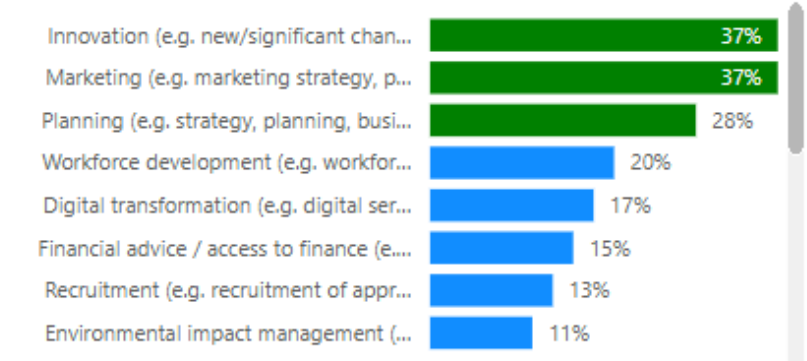 Innovation (e.g. new/significant chan... 37%
Marketing (e.g. marketing strategy, p... 37%
Planning (e.g. strategy, planning, busi... 28%
Workforce development (e.g. workfor... 20%
Digital transformation (e.g. digital ser... 17%
Financial advice / access to finance (e.... 15%
Recruitment (e.g. recruitment of appr... 13%
Environmental impact management (... 11%